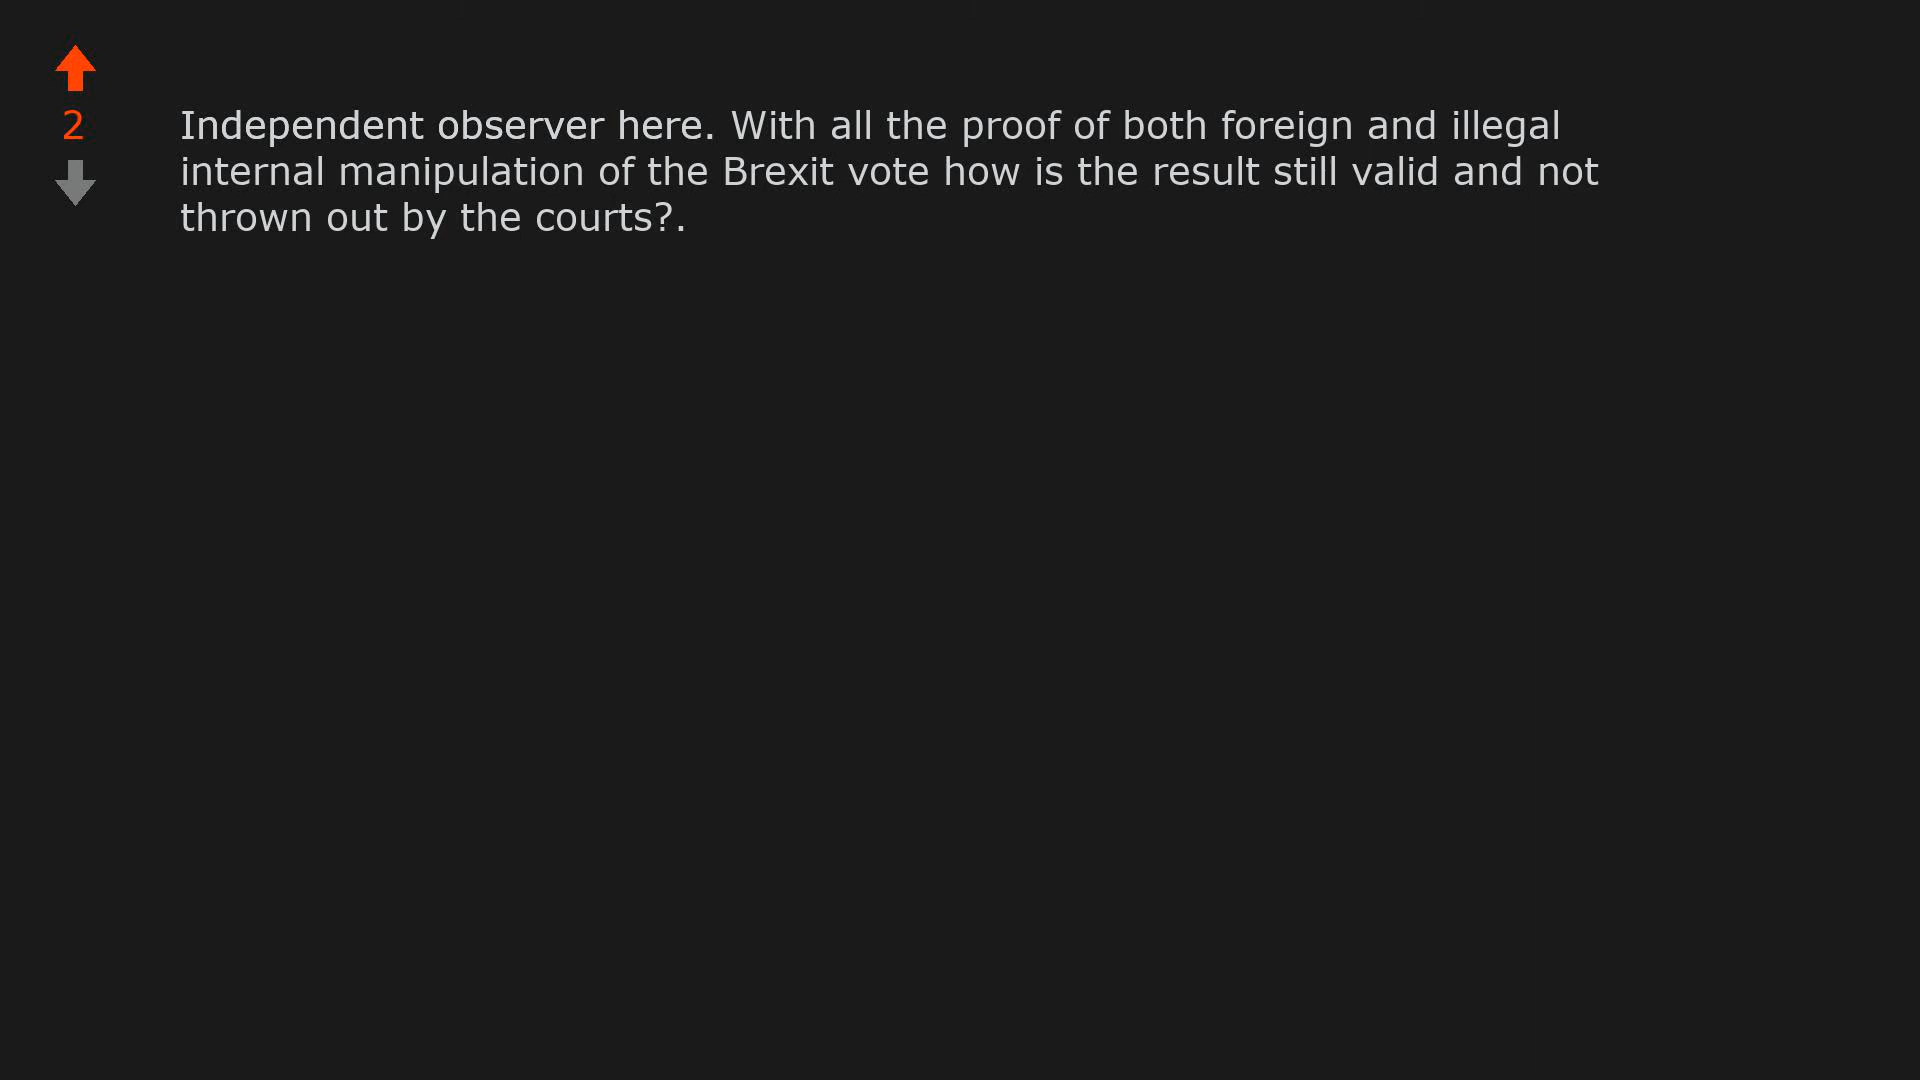 2
Independent observer here. With all the proof of both foreign and illegal
internal manipulation of the Brexit vote how is the result still valid and not
thrown out by the courts?.